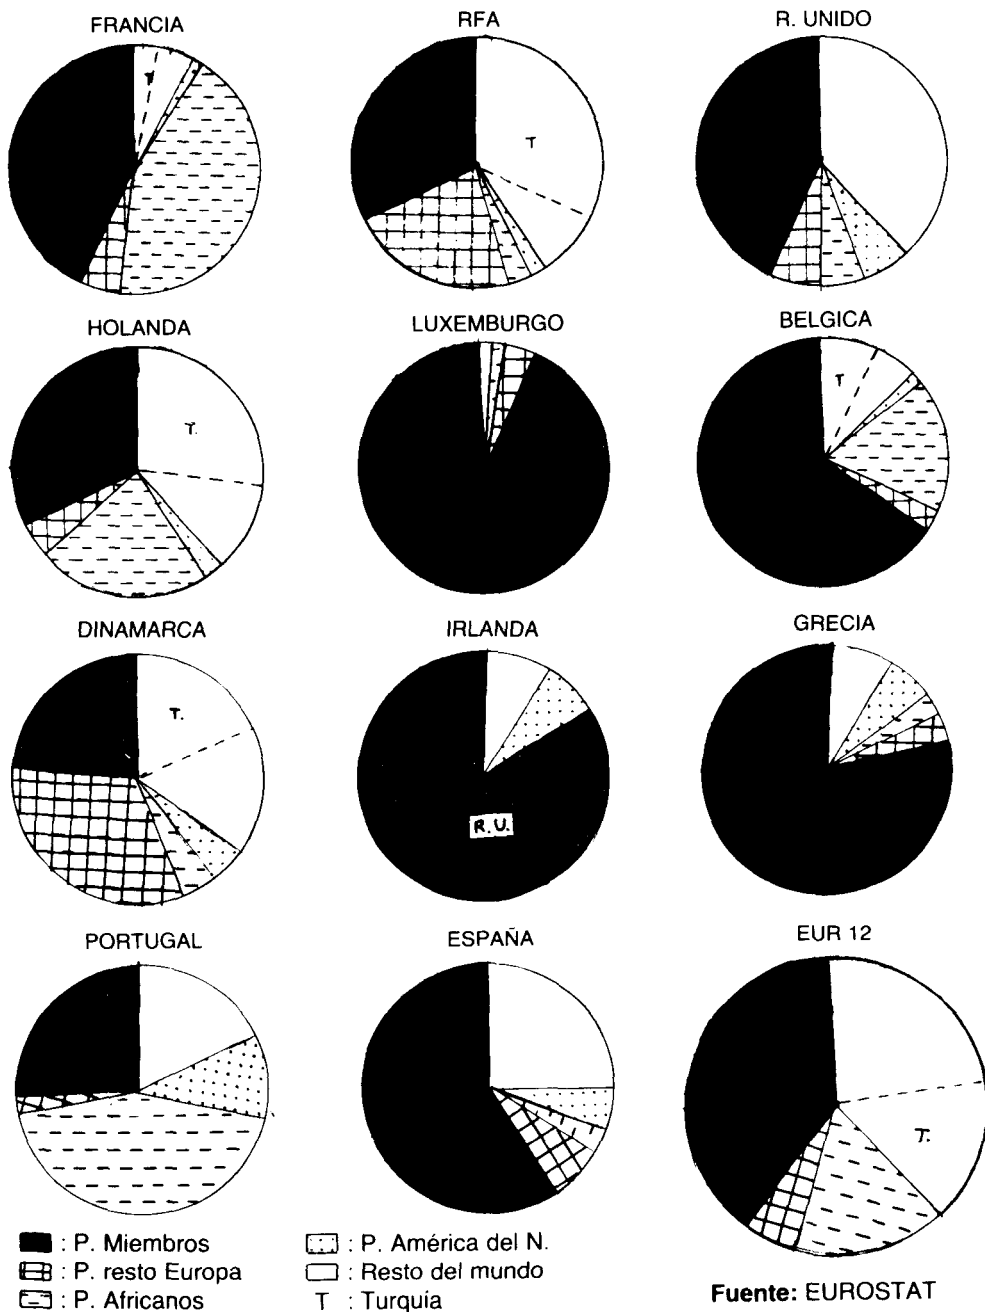 FRANCIA
RFA
R. UNIDO
T
T
HOLANDA
LUXEMBURGO
BELGICA
T.
T
DINAMARCA
IRLANDA
GRECIA
T.
R.U.
PORTUGAL
ESPAÑA
EUR 12
T.
: P. Miembros
: P. resto Europa
: P. Africanos
: P. América del N.
: Resto del mundo
T : Turquía
Fuente: EUROSTAT